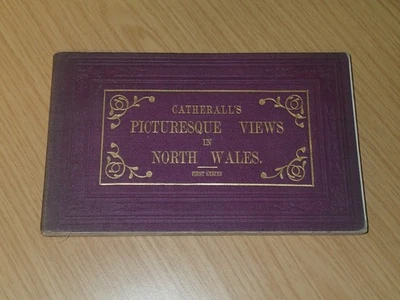 CATHERALL'S
PICTURESQUE VIEWS
IN
NORTH WALES.
FIRST SERIES